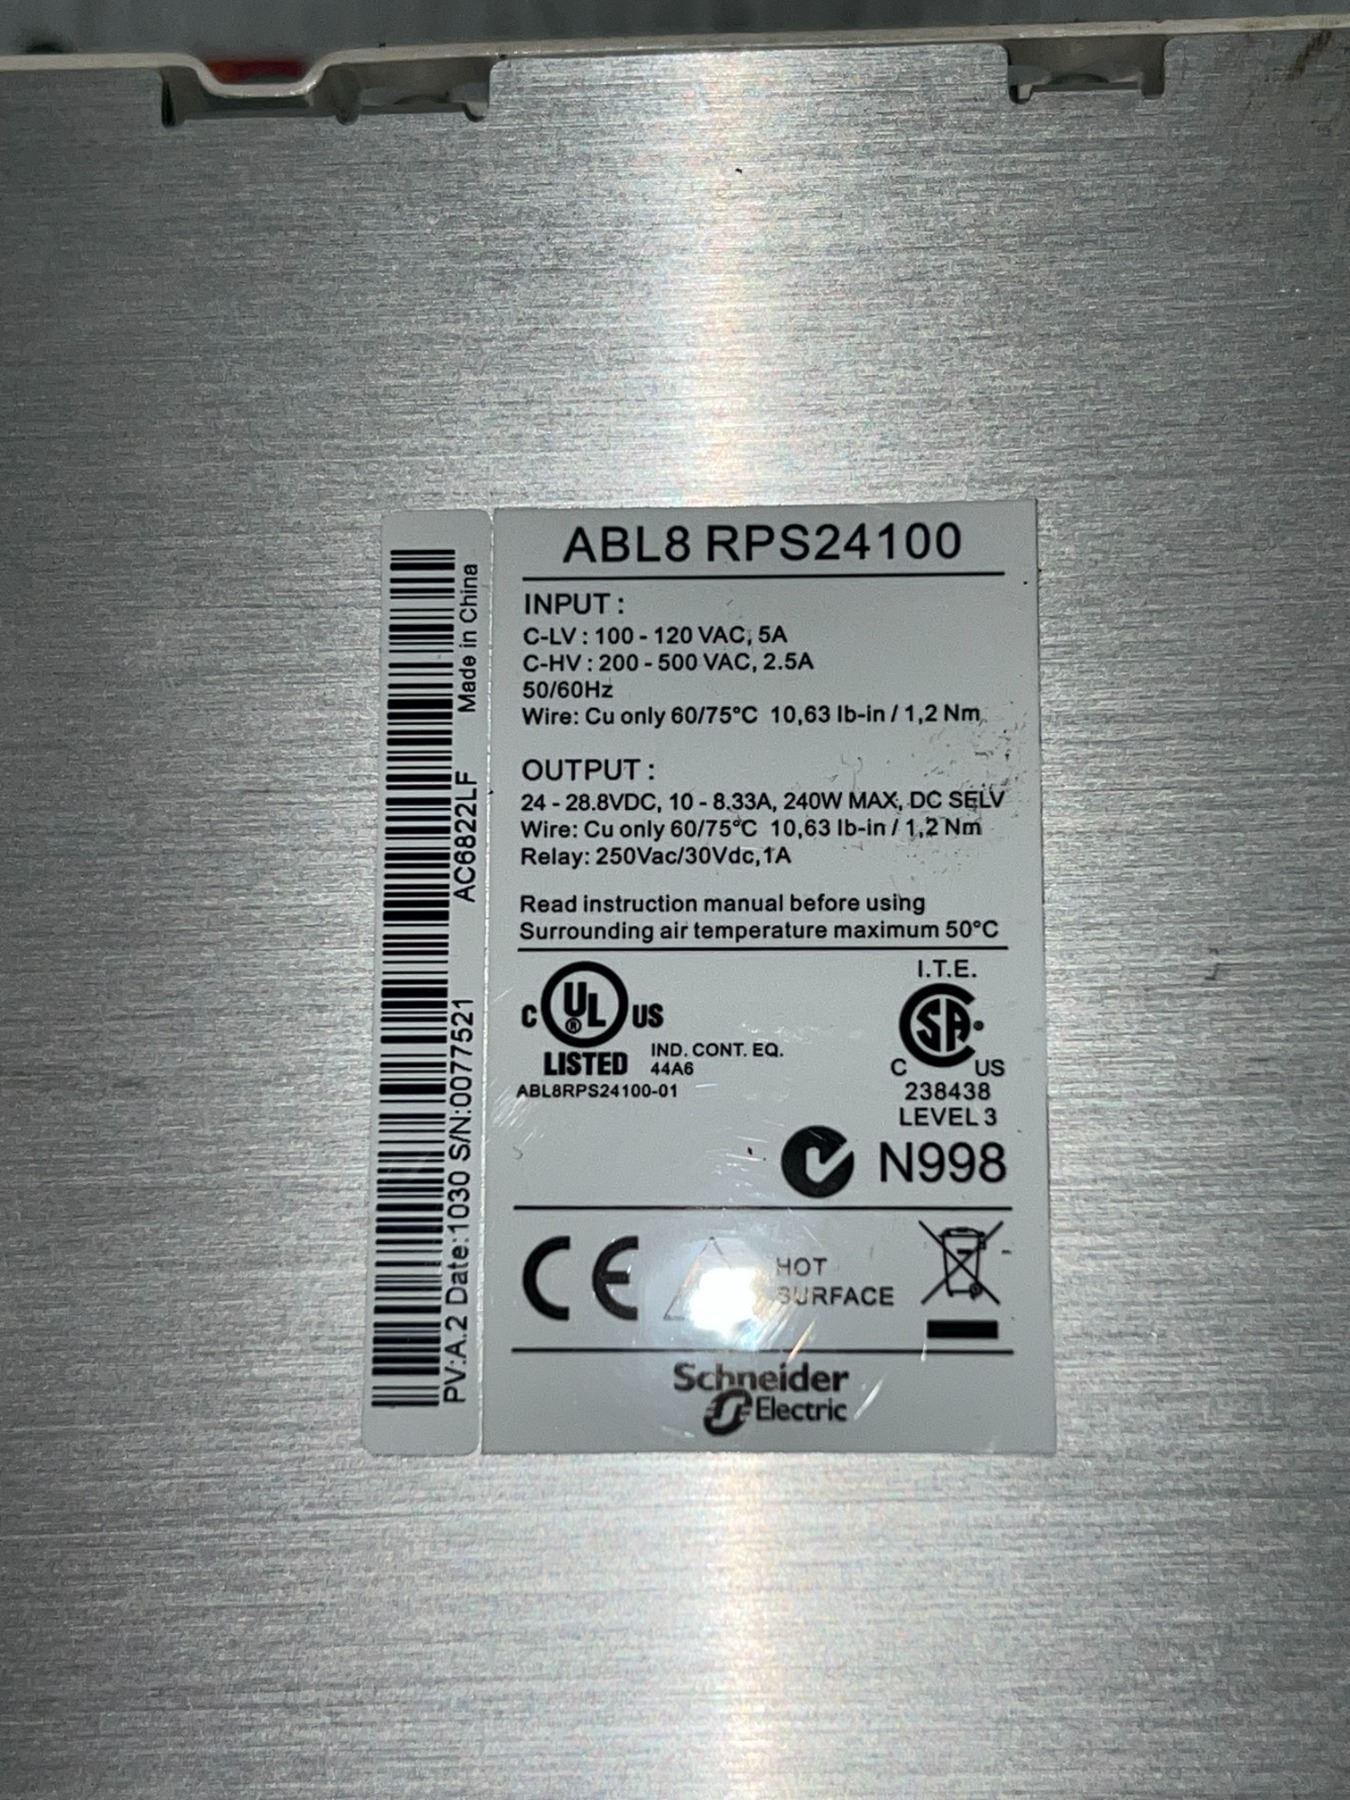 ABL8 RPS24100
INPUT :
C-LV : 100 - 120 VAC, 5A
C-HV : 200 - 500 VAC, 2.5A
50/60Hz
Wire: Cu only 60/75°C 10,63 lb-in / 1,2 Nm
OUTPUT :
24 - 28.8VDC, 10 - 8.33A, 240W MAX, DC SELV
Wire: Cu only 60/75°C 10,63 lb-in / 1,2 Nm
Relay: 250Vac/30Vdc,1A
Read instruction manual before using
Surrounding air temperature maximum 50°C
C UL ® US
LISTED
IND. CONT. EQ.
44A6
ABL8RPS24100-01
I.T.E.
SA
C US
238438
LEVEL 3
N998
CE
HOT
SURFACE
Schneider
Electric
PV:A.2 Date:1030 S/N:0077521 AC6822LF Made in China